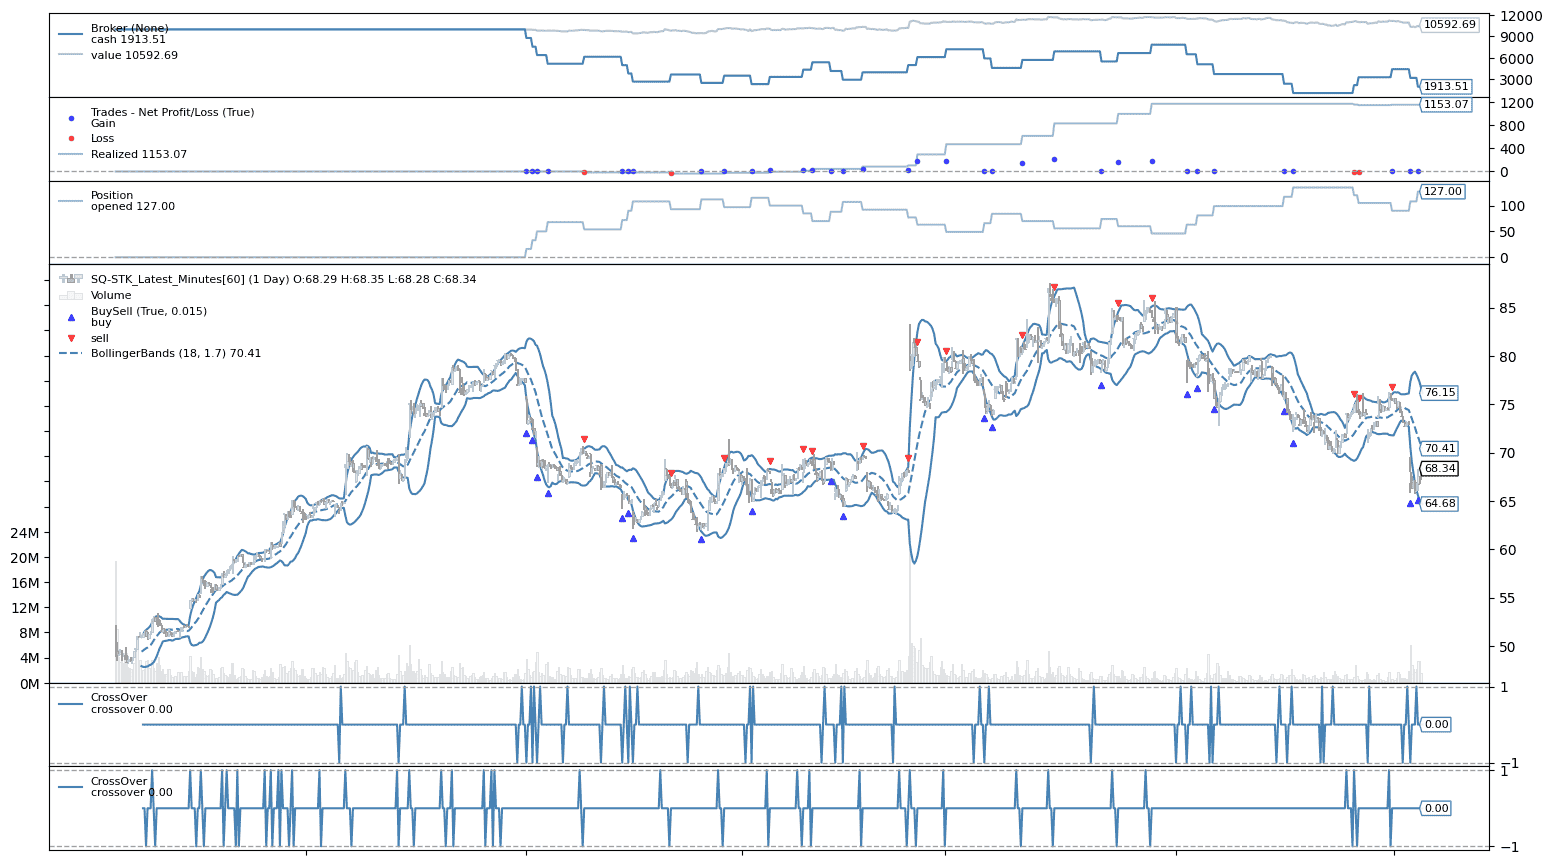 Broker (None)
cash 1913.51
value 10592.69
12000
10592.69
9000
6000
3000
1913.51
Trades - Net Profit/Loss (True)
Gain
Loss
Realized 1153.07
1200
1153.07
800
400
0
Position
opened 127.00
127.00
100
50
0
SQ-STK_Latest_Minutes[60] (1 Day) O:68.29 H:68.35 L:68.28 C:68.34
Volume
BuySell (True, 0.015)
buy
sell
BollingerBands (18, 1.7) 70.41
85
80
76.15
75
70.41
70
68.34
65
64.68
60
55
50
24M
20M
16M
12M
8M
4M
0M
CrossOver
crossover 0.00
1
0.00
−1
CrossOver
crossover 0.00
1
0.00
−1